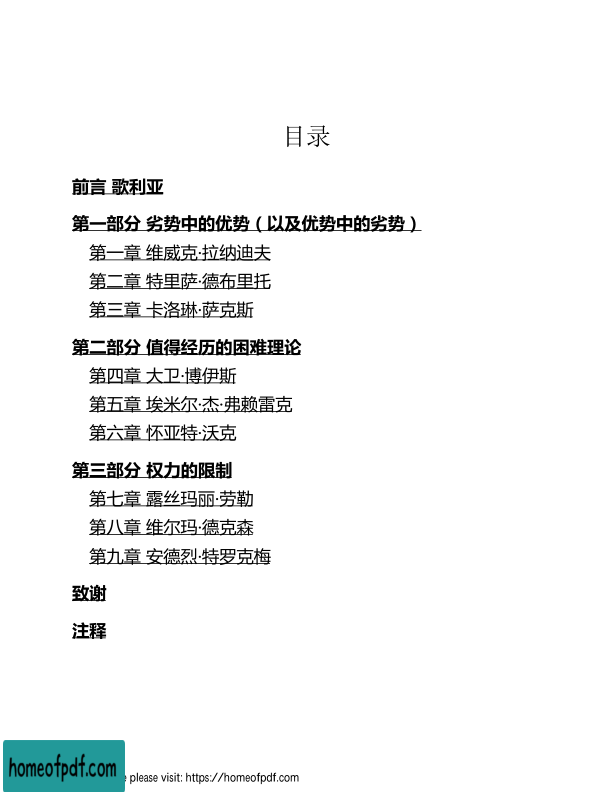 目录
前言 歌利亚
第一部分 劣势中的优势（以及优势中的劣势）
第一章 维威克·拉纳迪夫
第二章 特里萨·德布里托
第三章 卡洛琳·萨克斯
第二部分 值得经历的困难理论
第四章 大卫·博伊斯
第五章 埃米尔·杰·弗赖雷克
第六章 怀亚特·沃克
第三部分 权力的限制
第七章 露丝玛丽·劳勒
第八章 维尔玛·德克森
第九章 安德烈·特罗克梅
致谢
注释
homeofpdf.com
e please visit: https://homeofpdf.com